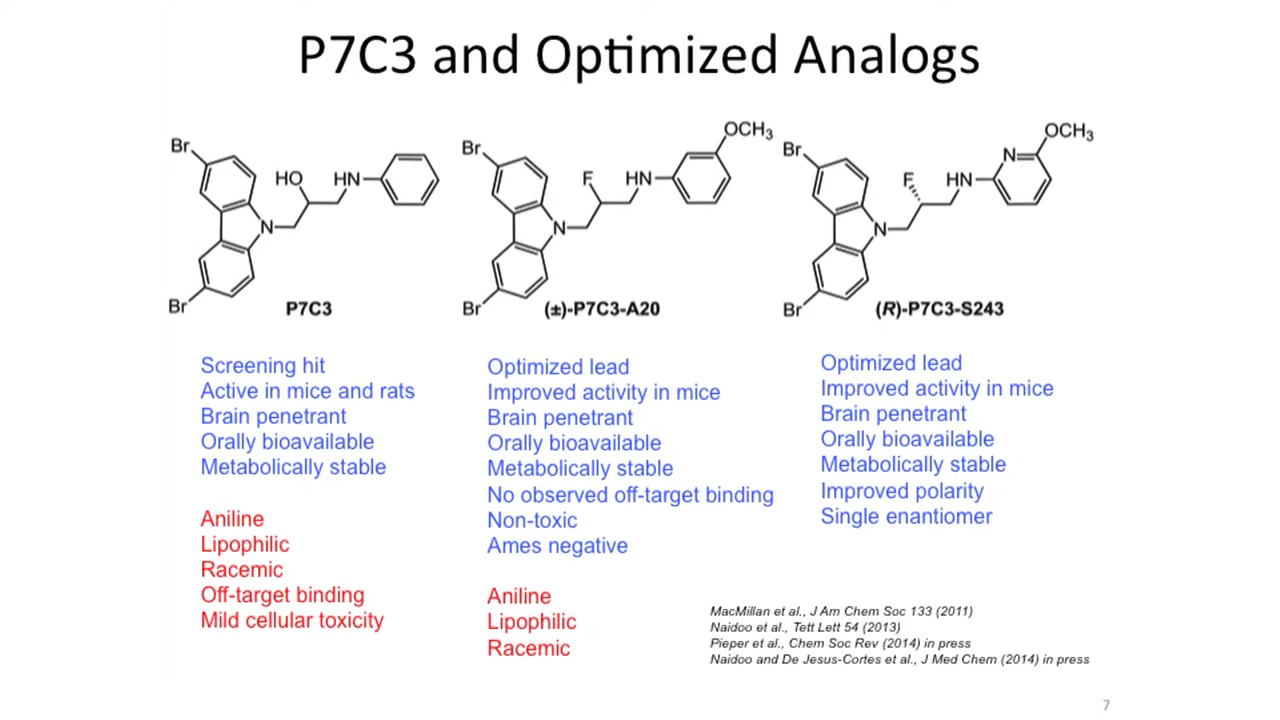 P7C3 and Optimized Analogs
Br
HO
HN
N
Br
P7C3
Br
F
HN
OCH3
N
Br
(±)-P7C3-A20
Br
F
HN
N
OCH3
N
Br
(R)-P7C3-S243
Screening hit
Active in mice and rats
Brain penetrant
Orally bioavailable
Metabolically stable
Aniline
Lipophilic
Racemic
Off-target binding
Mild cellular toxicity
Optimized lead
Improved activity in mice
Brain penetrant
Orally bioavailable
Metabolically stable
No observed off-target binding
Non-toxic
Ames negative
Aniline
Lipophilic
Racemic
Optimized lead
Improved activity in mice
Brain penetrant
Orally bioavailable
Metabolically stable
Improved polarity
Single enantiomer
MacMillan et al., J Am Chem Soc 133 (2011)
Naidoo et al., Tett Lett 54 (2013)
Pieper et al., Chem Soc Rev (2014) in press
Naidoo and De Jesus-Cortes et al., J Med Chem (2014) in press
7